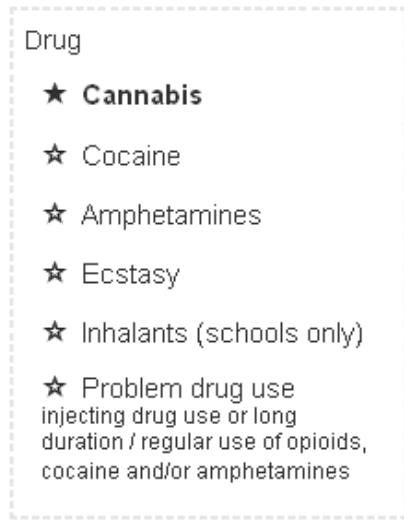 Drug
★ Cannabis
☆ Cocaine
☆ Amphetamines
☆ Ecstasy
☆ Inhalants (schools only)
☆ Problem drug use
injecting drug use or long
duration / regular use of opioids,
cocaine and/or amphetamines